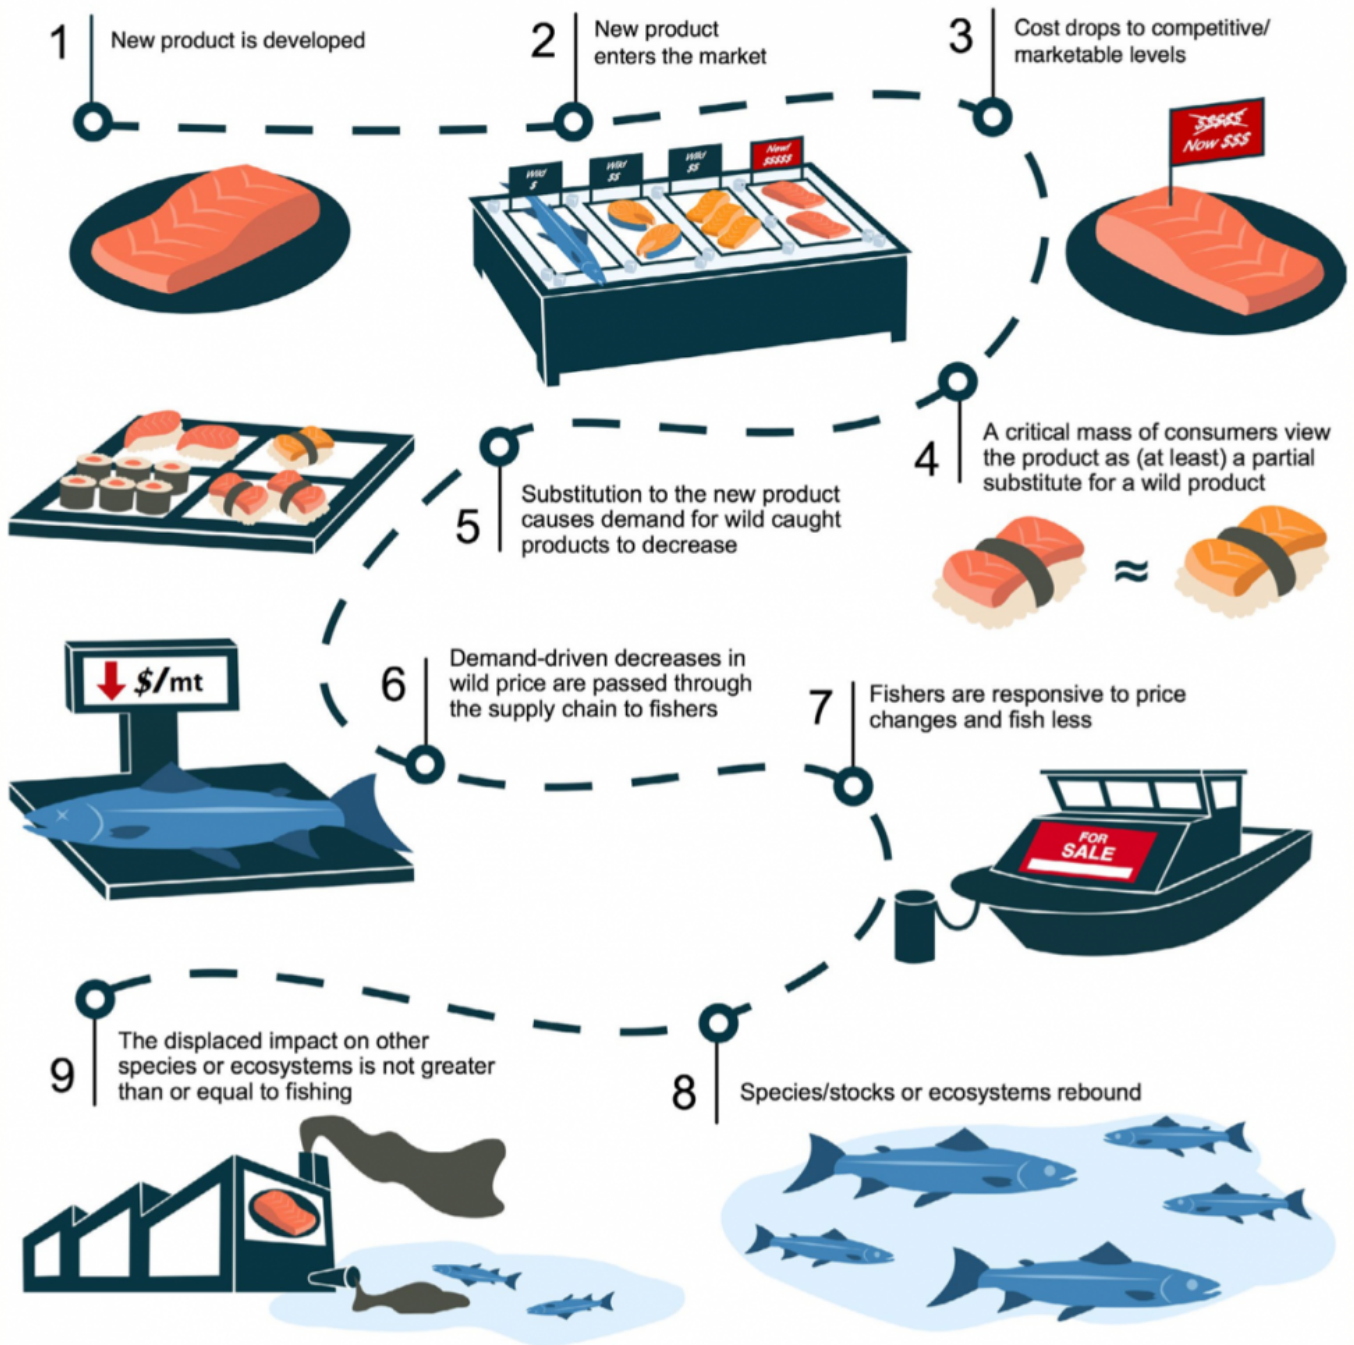 1
New product is developed
2
New product
enters the market
3
Cost drops to competitive/
marketable levels
Wild
$
Wild
$$
Wild
$$
New!
$$$$$
$$$$$
Now $$$
4
A critical mass of consumers view
the product as (at least) a partial
substitute for a wild product
≈
5
Substitution to the new product
causes demand for wild caught
products to decrease
6
Demand-driven decreases in
wild price are passed through
the supply chain to fishers
$/mt
7
Fishers are responsive to price
changes and fish less
FOR
SALE
8
Species/stocks or ecosystems rebound
9
The displaced impact on other
species or ecosystems is not greater
than or equal to fishing